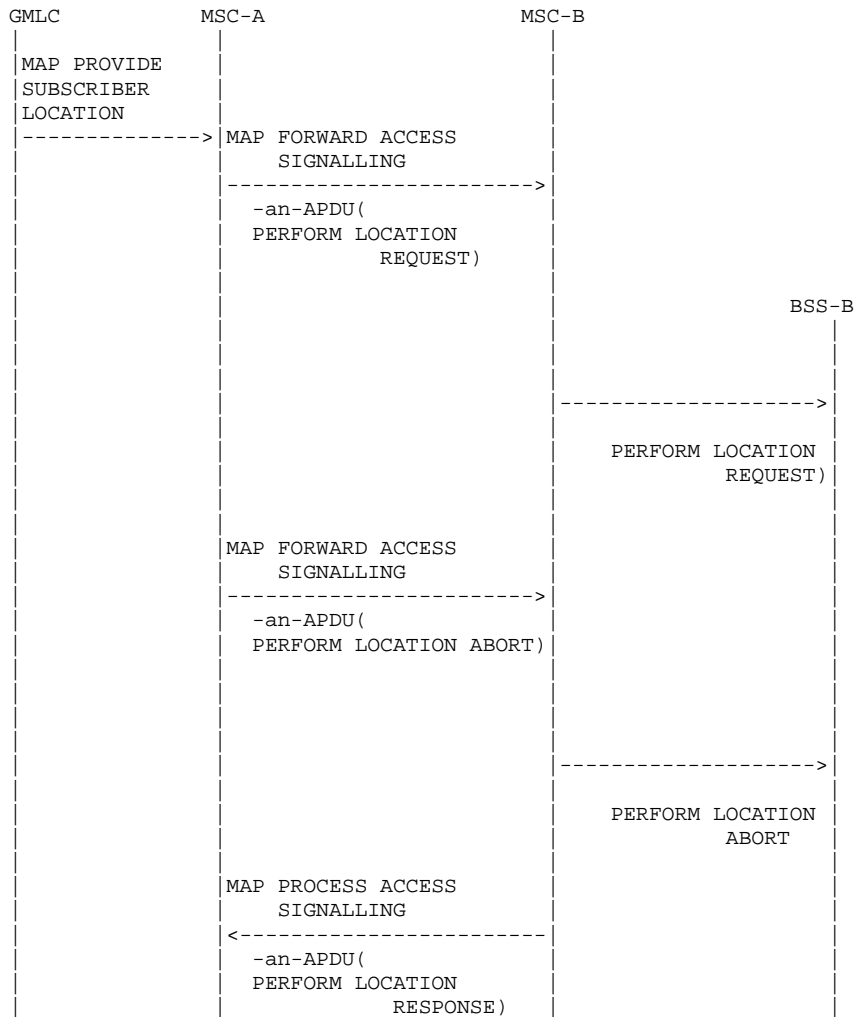 GMLC MSC-A MSC-B
MAP PROVIDE
SUBSCRIBER
LOCATION
MAP FORWARD ACCESS
SIGNALLING
-an-APDU(
PERFORM LOCATION
REQUEST)
BSS-B
PERFORM LOCATION
REQUEST)
MAP FORWARD ACCESS
SIGNALLING
-an-APDU(
PERFORM LOCATION ABORT)
PERFORM LOCATION
ABORT
MAP PROCESS ACCESS
SIGNALLING
-an-APDU(
PERFORM LOCATION
RESPONSE)